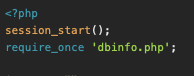 <?php
session_start();
require_once 'dbinfo.php';